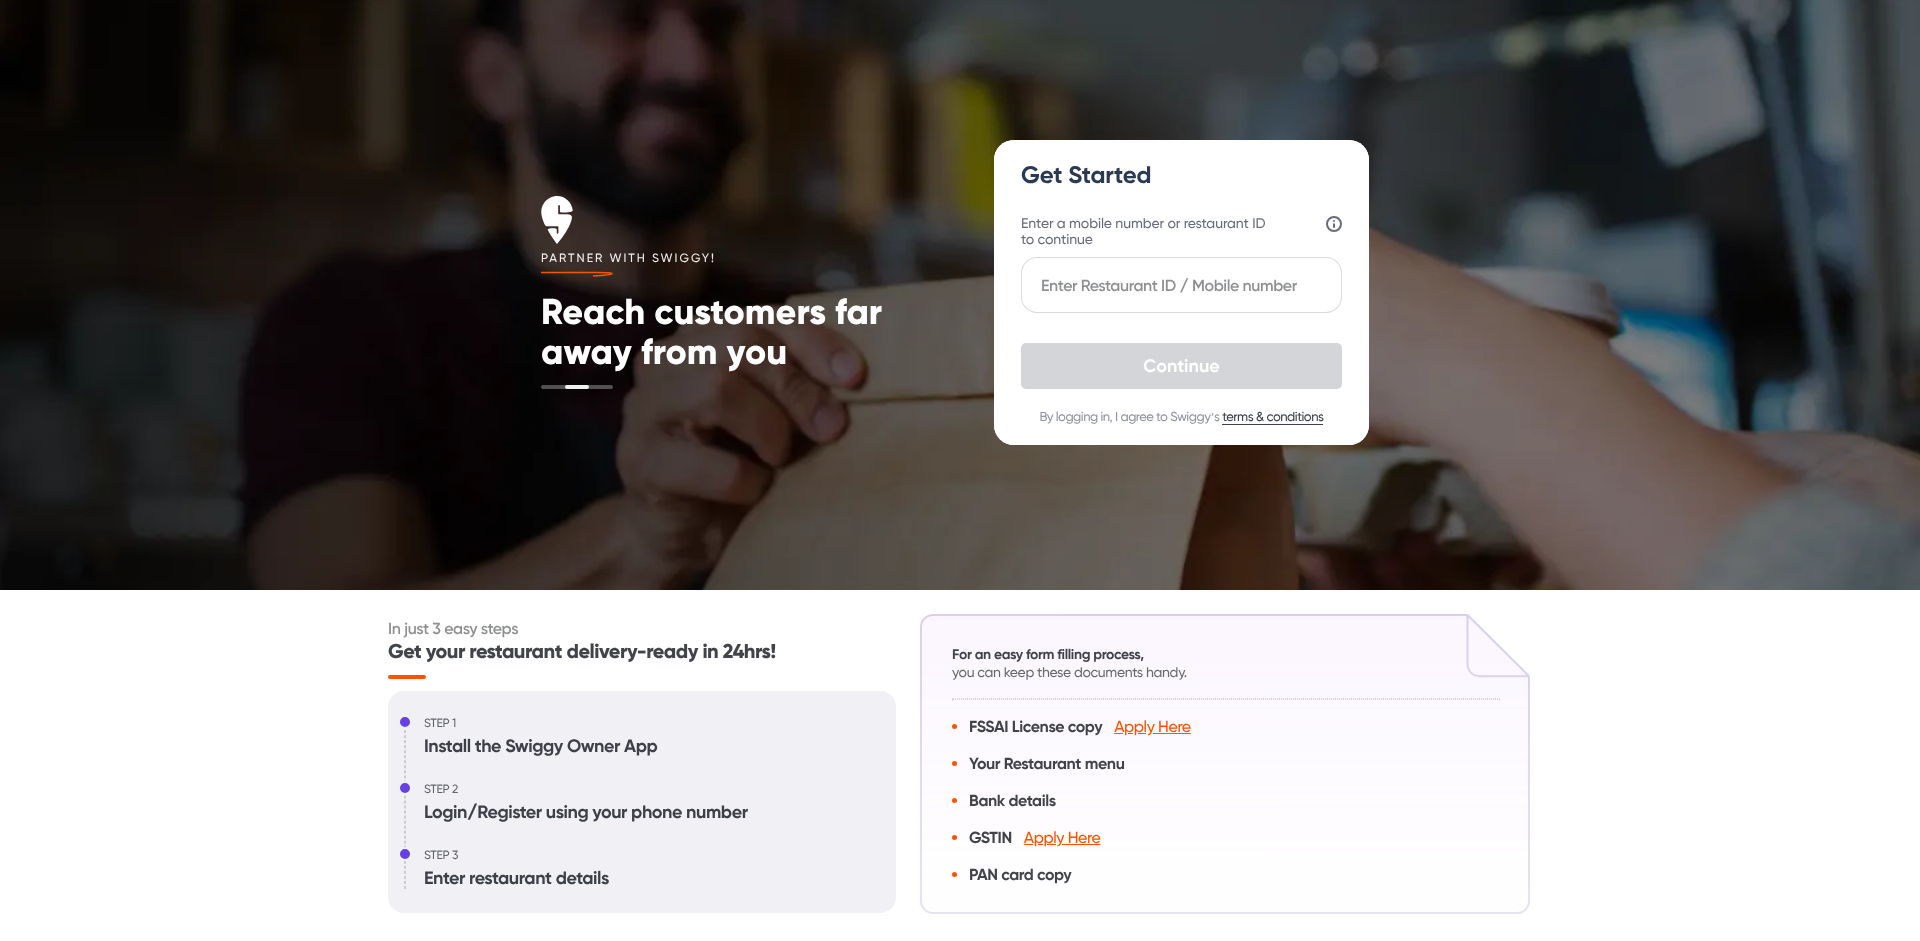 PARTNER WITH SWIGGY!
Reach customers far
away from you
Get Started
Enter a mobile number or restaurant ID
to continue
Enter Restaurant ID / Mobile number
Continue
By logging in, I agree to Swiggy's terms & conditions
In just 3 easy steps
Get your restaurant delivery-ready in 24hrs!
STEP 1
Install the Swiggy Owner App
STEP 2
Login/Register using your phone number
STEP 3
Enter restaurant details
For an easy form filling process,
you can keep these documents handy.
FSSAI License copy Apply Here
Your Restaurant menu
Bank details
GSTIN Apply Here
PAN card copy